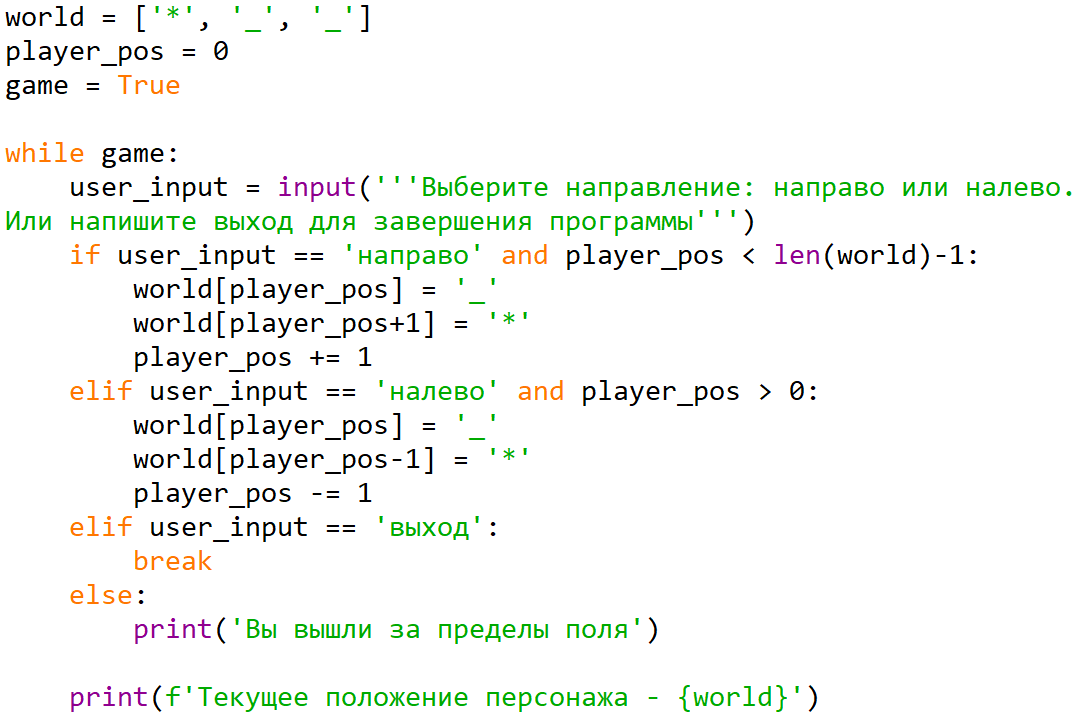 world = ['*', '_', '_']
player_pos = 0
game = True

while game:
    user_input = input('''Выберите направление: направо или налево.
Или напишите выход для завершения программы''')
    if user_input == 'направо' and player_pos < len(world)-1:
        world[player_pos] = '_'
        world[player_pos+1] = '*'
        player_pos += 1
    elif user_input == 'налево' and player_pos > 0:
        world[player_pos] = '_'
        world[player_pos-1] = '*'
        player_pos -= 1
    elif user_input == 'выход':
        break
    else:
        print('Вы вышли за пределы поля')

    print(f'Текущее положение персонажа - {world}')